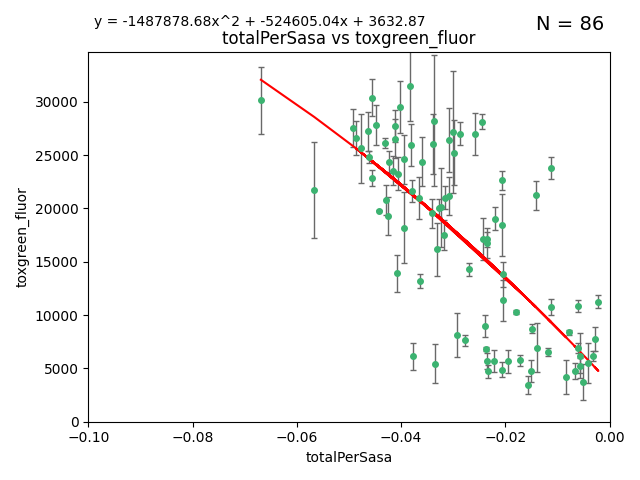 y = -1487878.68x^2 + -524605.04x + 3632.87
N = 86
totalPerSasa vs toxgreen_fluor
30000
25000
20000
15000
10000
5000
0
toxgreen_fluor
−0.10 −0.08 −0.06 −0.04 −0.02 0.00
totalPerSasa